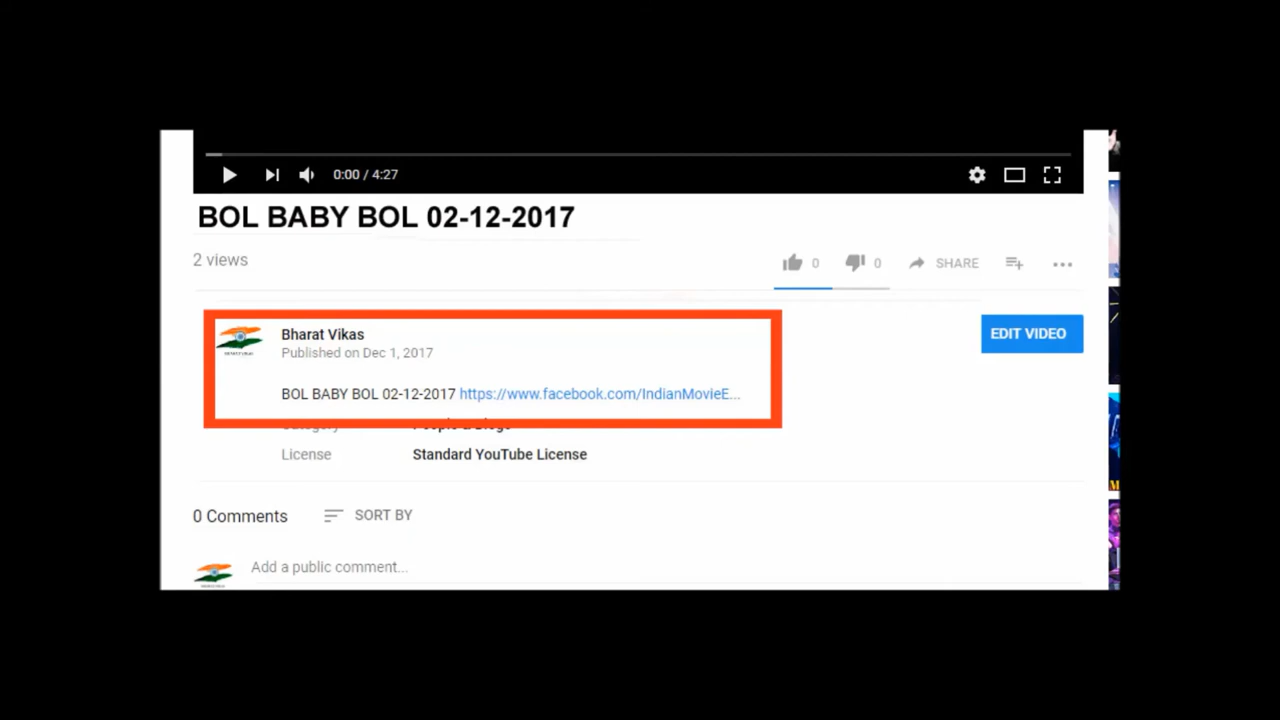 0:00 / 4:27
BOL BABY BOL 02-12-2017
2 views
0
0
SHARE
Bharat Vikas
Published on Dec 1, 2017
EDIT VIDEO
BOL BABY BOL 02-12-2017 https://www.facebook.com/IndianMovieE...
License Standard YouTube License
0 Comments
SORT BY
Add a public comment...